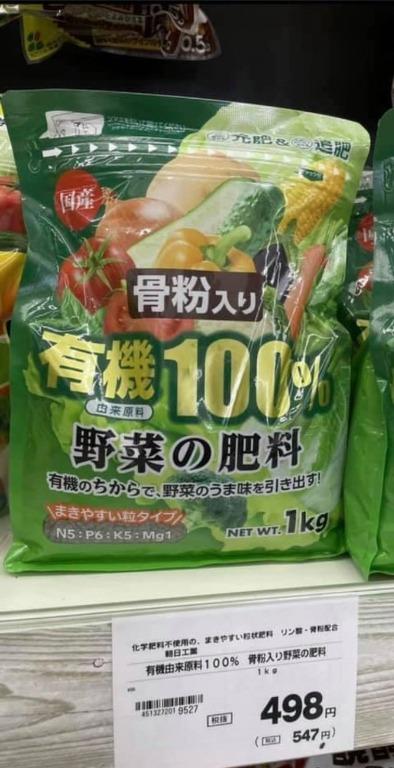 0.5
元肥&追肥
国産
骨粉入り
有機100%
由来原料
野菜の肥料
有機のちからで、野菜のうま味を引き出す!
まきやすい粒タイプ
N5:P6:K5:Mg1
NET WT. 1kg
化学肥料不使用の、まきやすい粒状肥料 リン酸・骨粉配合
朝日工業
有機由来原料100% 骨粉入り野菜の肥料
1kg
451327201 9527
税抜
498円
(税込 547円)